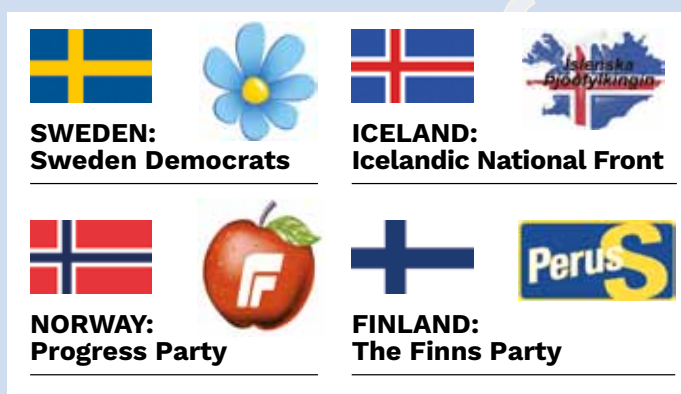 SWEDEN:
Sweden Democrats
Íslenska
Þjóðfylkingin
ICELAND:
Icelandic National Front
F
NORWAY:
Progress Party
PerusS
FINLAND:
The Finns Party